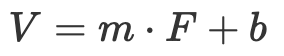 V = m · F + b